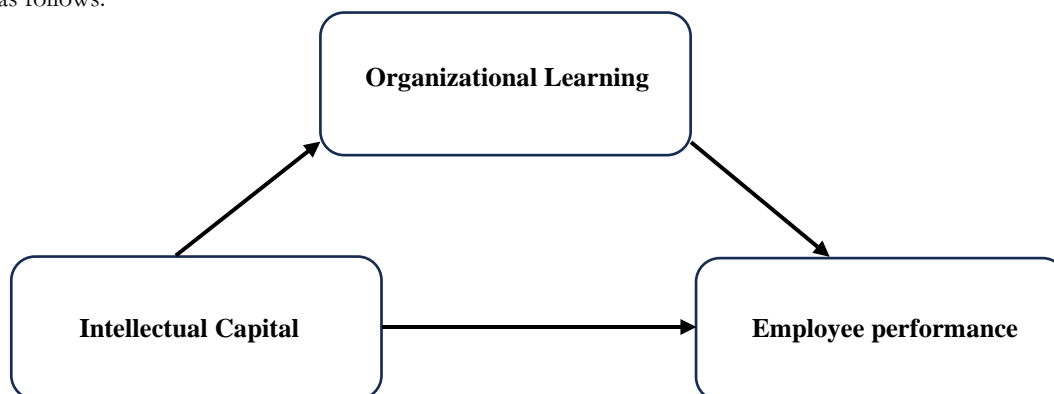 as follows.
Organizational Learning
Intellectual Capital
Employee performance